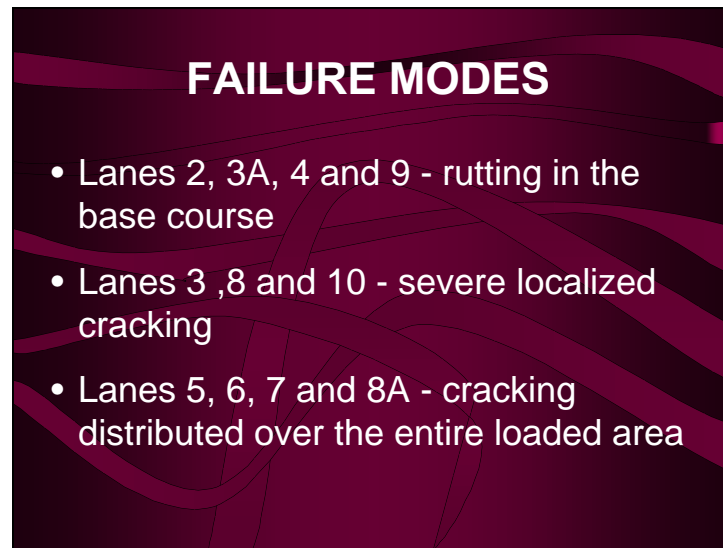 FAILURE MODES
• Lanes 2, 3A, 4 and 9 - rutting in the
base course
• Lanes 3 ,8 and 10 - severe localized
cracking
• Lanes 5, 6, 7 and 8A - cracking
distributed over the entire loaded area